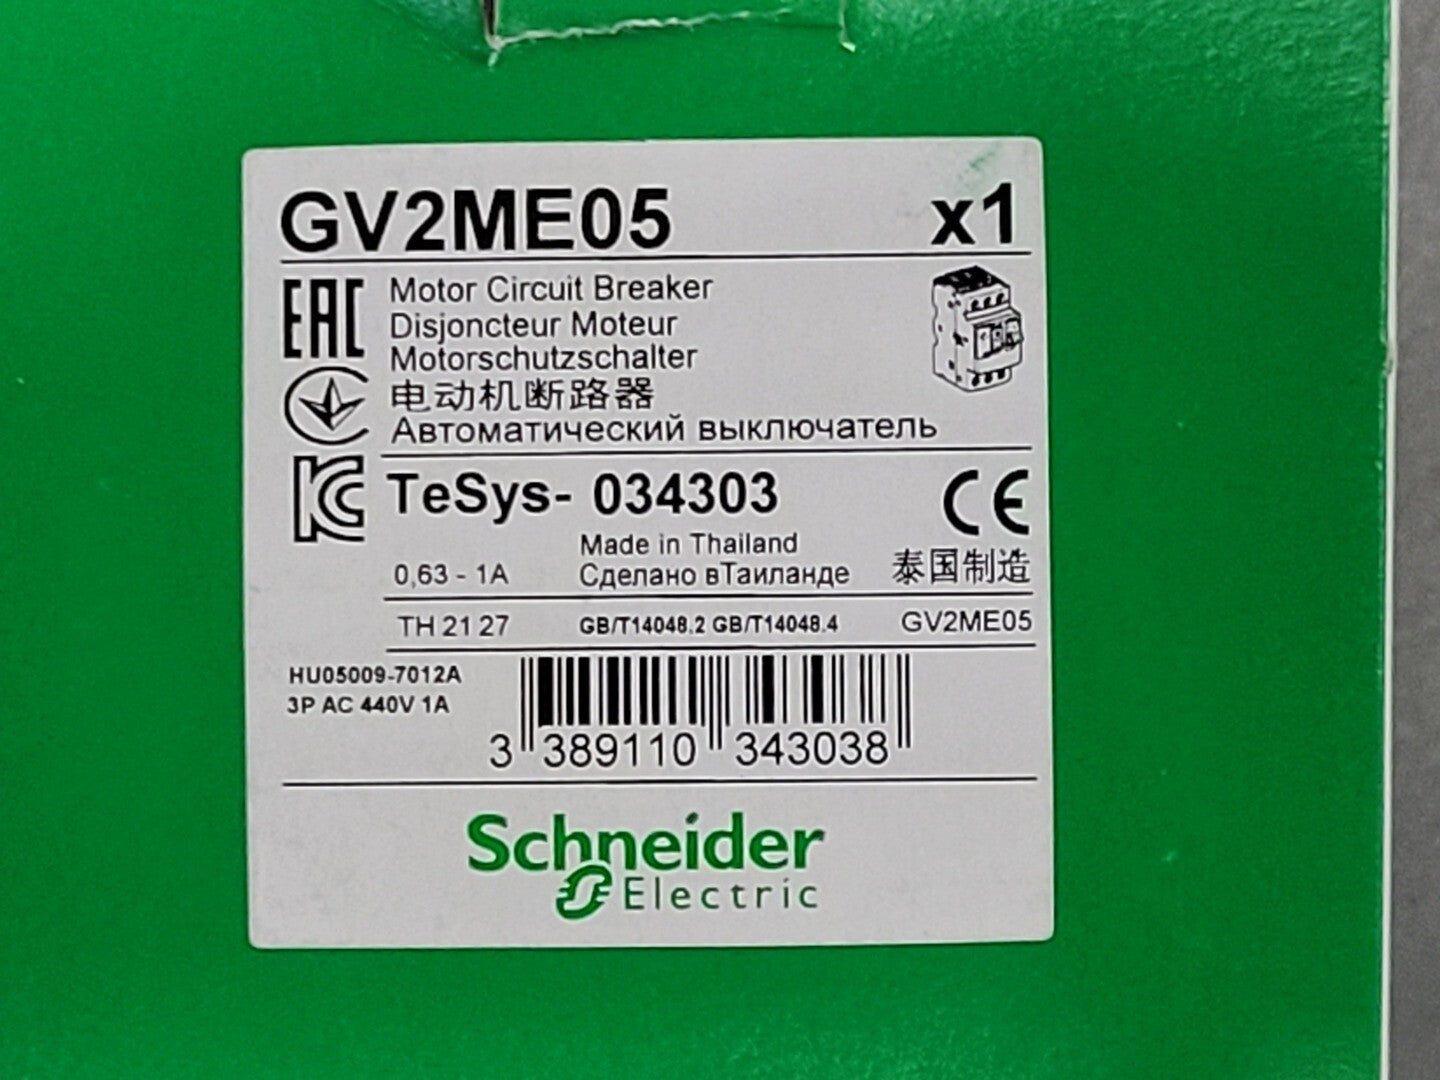 GV2ME05 x1
EAC
Motor Circuit Breaker
Disjoncteur Moteur
Motorschutzschalter
电动机断路器
Автоматический выключатель
TeSys- 034303 CE
Made in Thailand
0,63 - 1A Сделано вТаиланде 泰国制造
TH 21 27 GB/T14048.2 GB/T14048.4 GV2ME05
HU05009-7012A
3P AC 440V 1A
3 389110 343038
Schneider
Electric